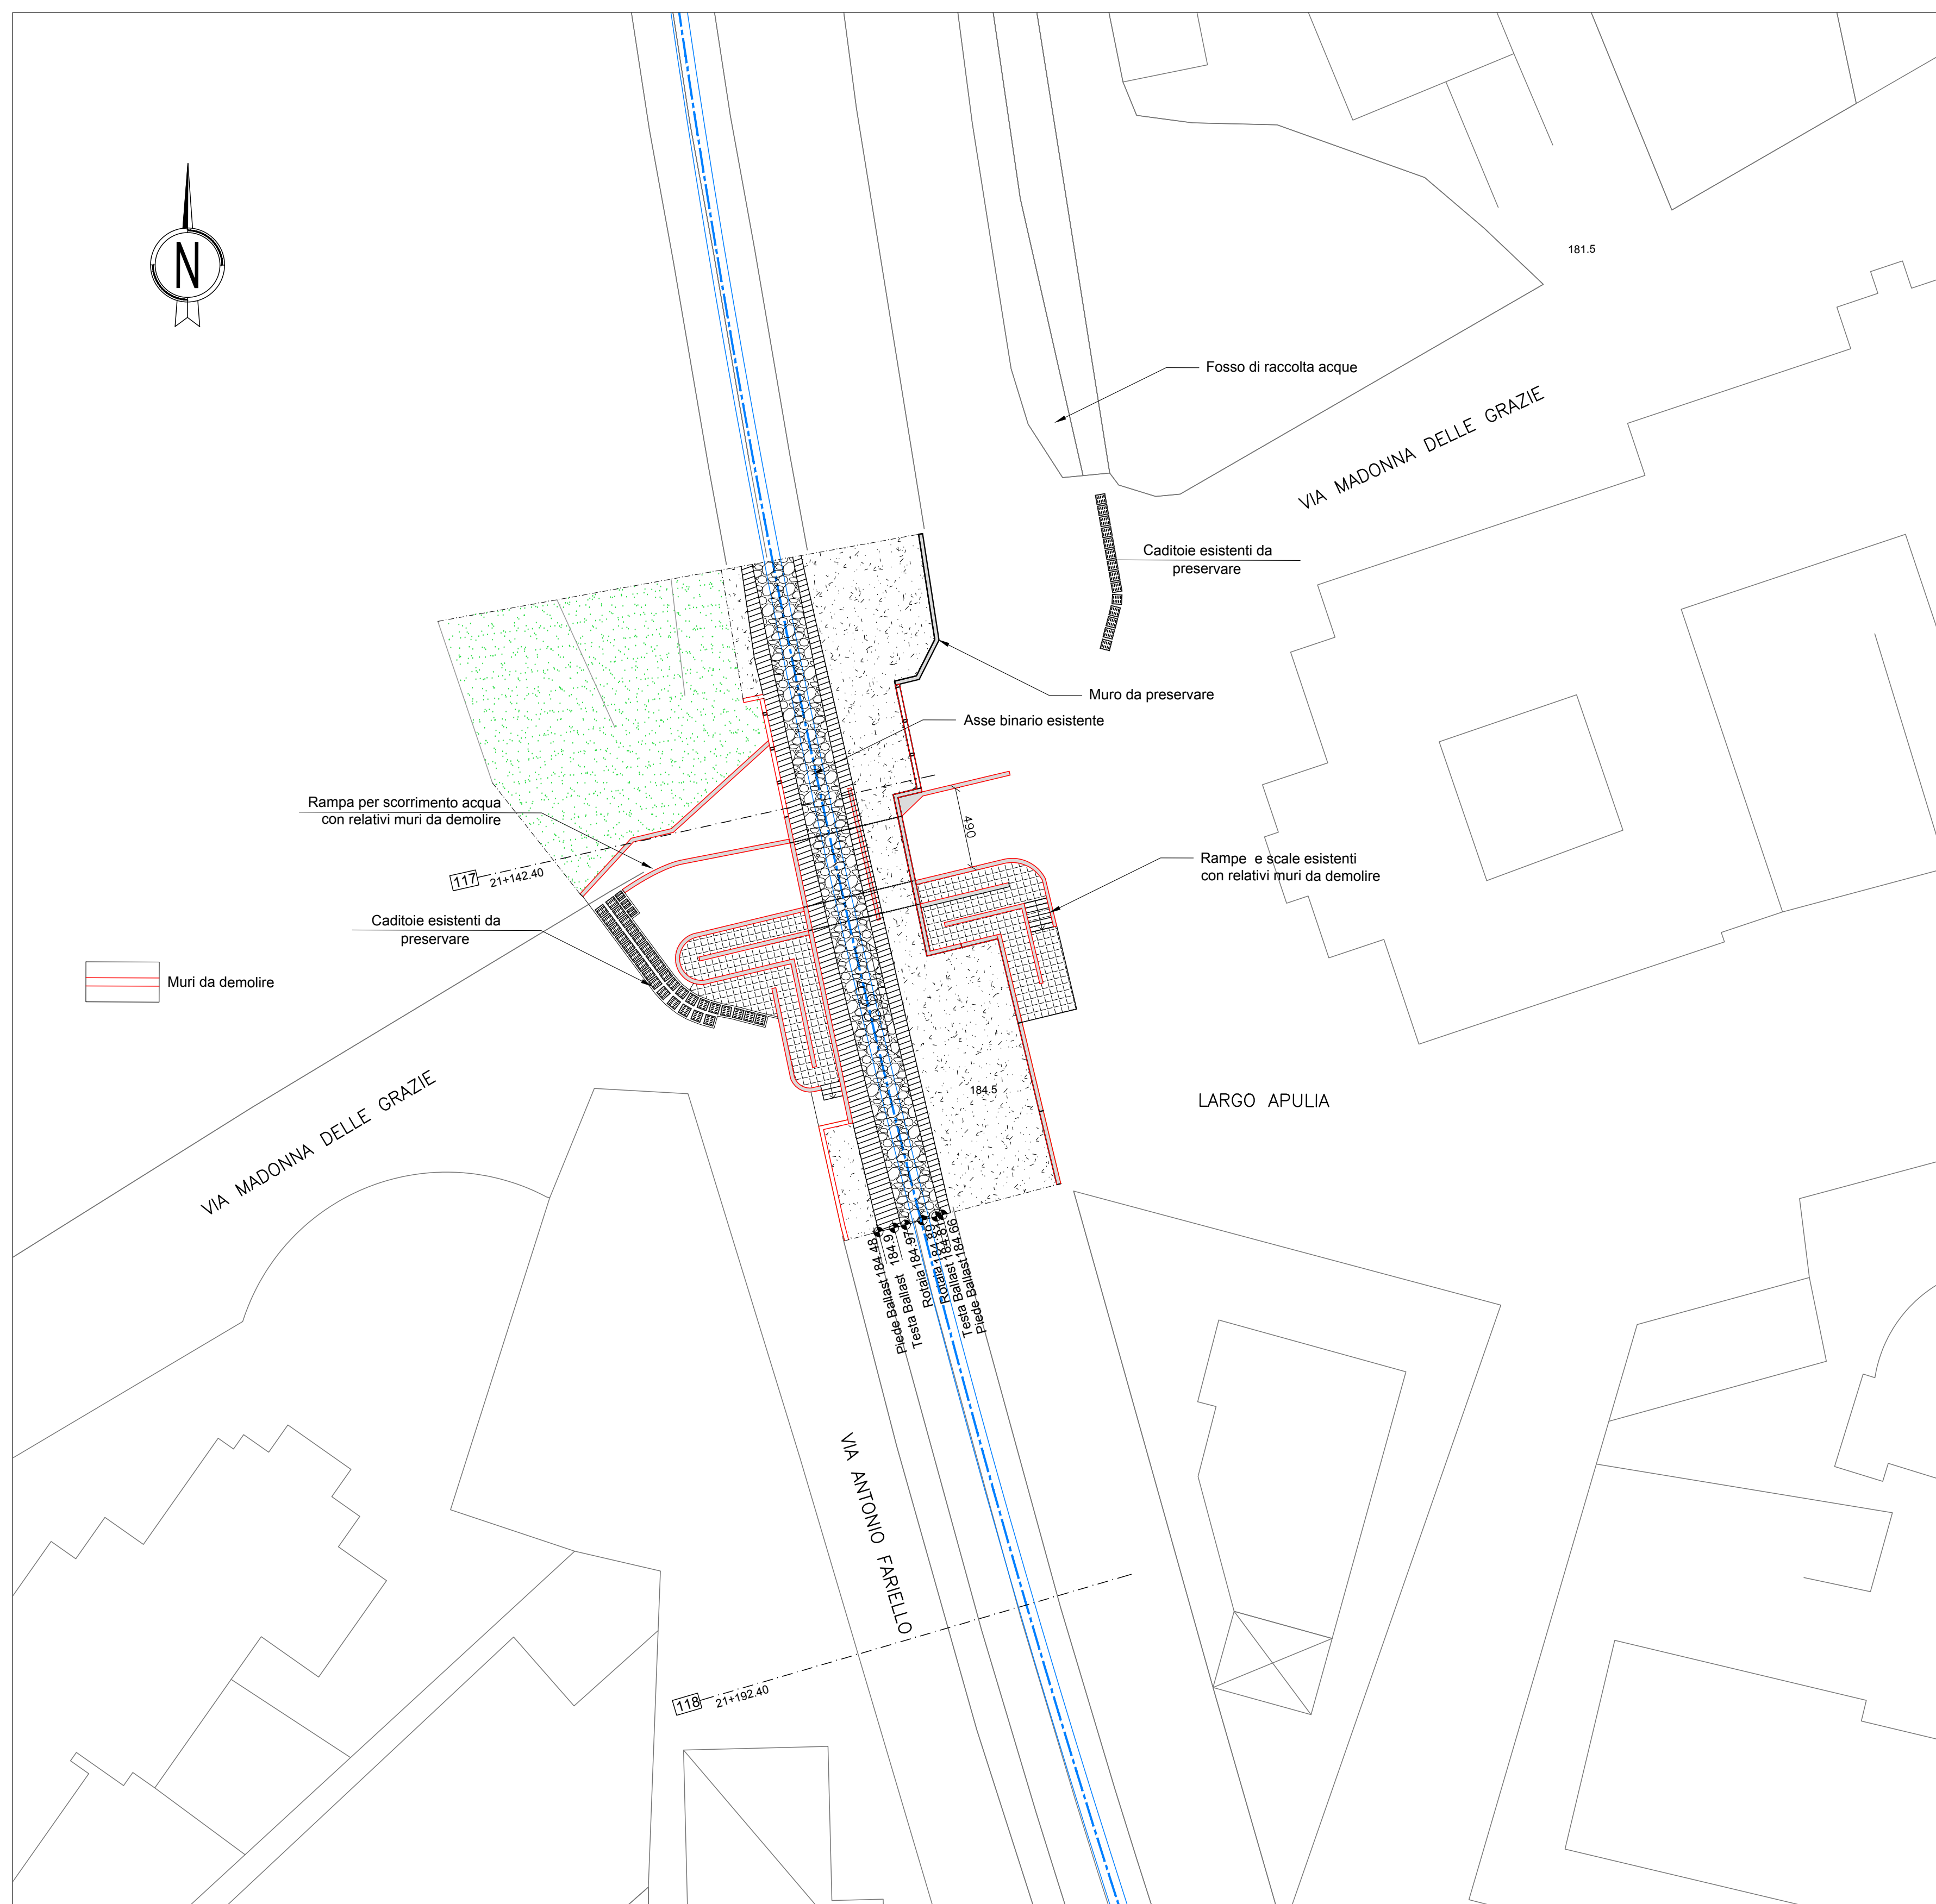 N
181.5
Fosso di raccolta acque
VIA MADONNA DELLE GRAZIE
Caditoie esistenti da
preservare
Muro da preservare
Asse binario esistente
Rampa per scorrimento acqua
con relativi muri da demolire
490
117
21+142.40
Rampe e scale esistenti
con relativi muri da demolire
Caditoie esistenti da
preservare
Muri da demolire
184.5
LARGO APULIA
VIA MADONNA DELLE GRAZIE
Piede Ballast 184.48
Testa Ballast 184.9
Rotaia 184.97
Rotaia 184.89
Testa Ballast 184.81
Piede Ballast 184.66
VIA ANTONIO FARIELLO
118
21+192.40